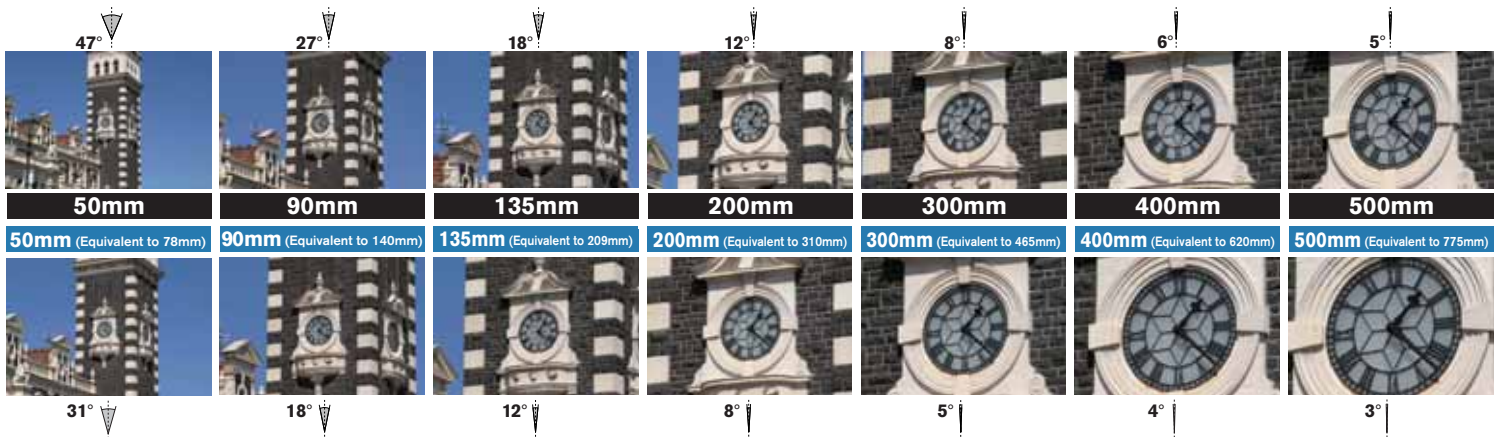 47° 27° 18° 12° 8° 6° 5°
50mm 90mm 135mm 200mm 300mm 400mm 500mm
50mm (Equivalent to 78mm) 90mm (Equivalent to 140mm) 135mm (Equivalent to 209mm) 200mm (Equivalent to 310mm) 300mm (Equivalent to 465mm) 400mm (Equivalent to 620mm) 500mm (Equivalent to 775mm)
31° 18° 12° 8° 5° 4° 3°